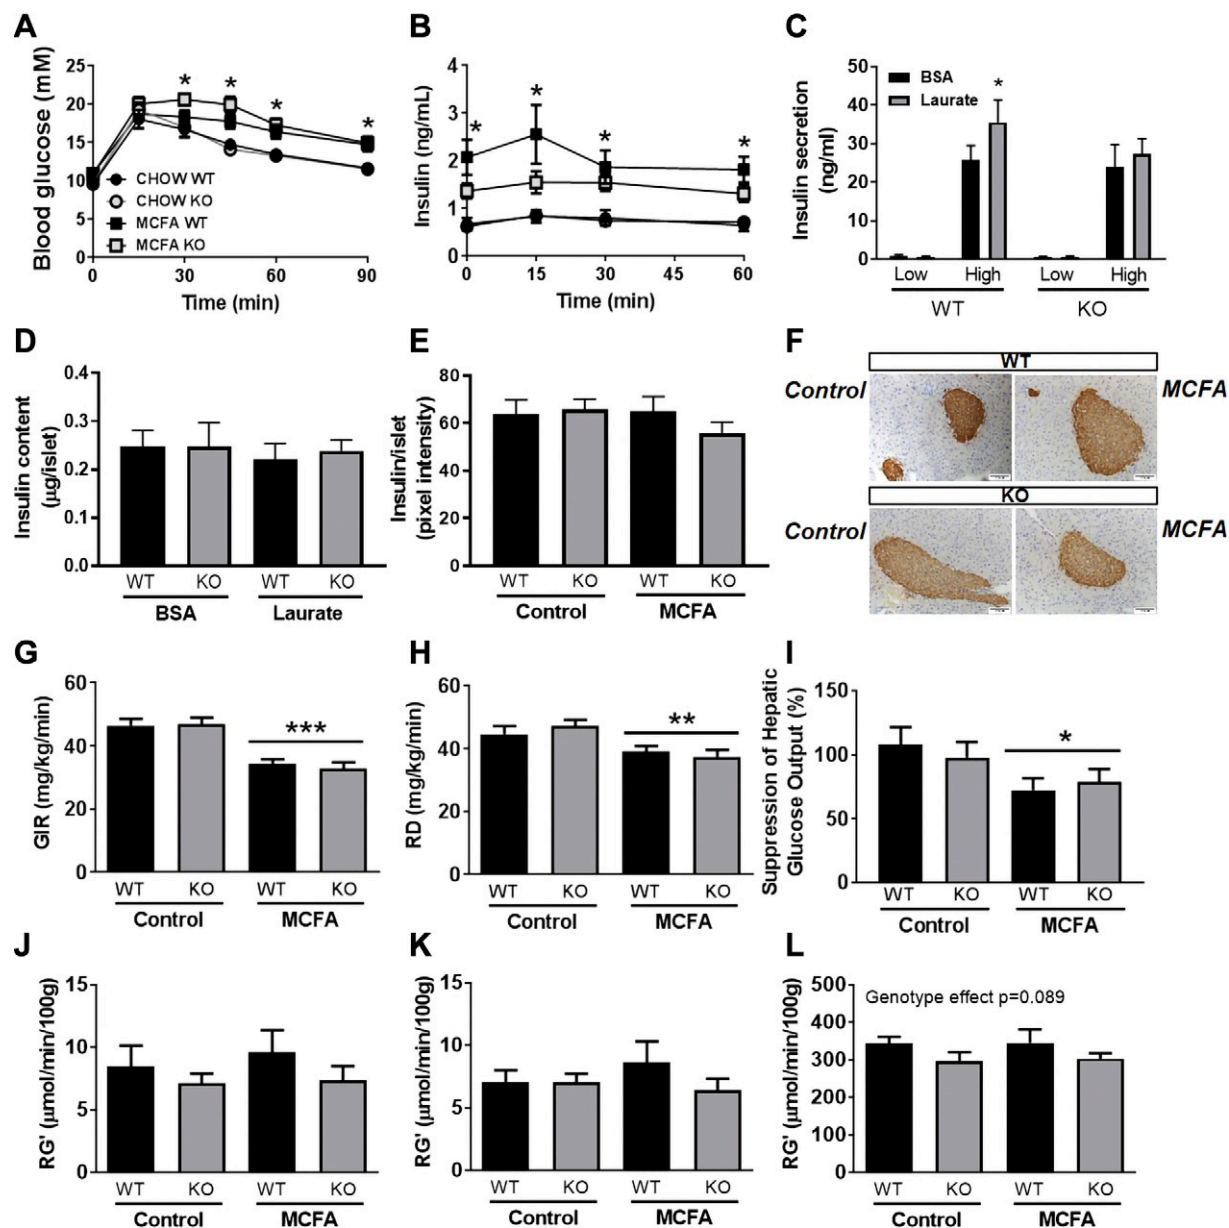 A
Blood glucose (mM)
25
20
15
10
5
0
*
*
*
*
CHOW WT
CHOW KO
MCFA WT
MCFA KO
0
30
60
90
Time (min)
B
Insulin (ng/mL)
4
3
2
1
0
*
*
*
*
0
15
30
45
60
Time (min)
C
Insulin secretion
(ng/ml)
50
40
30
20
10
0
BSA
Laurate
*
Low
High
Low
High
WT
KO
D
Insulin content
(μg/islet)
0.4
0.3
0.2
0.1
0.0
WT
KO
WT
KO
BSA
Laurate
E
Insulin/islet
(pixel intensity)
80
60
40
20
0
WT
KO
WT
KO
Control
MCFA
F
WT
Control
MCFA
KO
Control
MCFA
G
GIR (mg/kg/min)
60
40
20
0
***
WT
KO
WT
KO
Control
MCFA
H
RD (mg/kg/min)
60
40
20
0
**
WT
KO
WT
KO
Control
MCFA
I
Suppression of Hepatic
Glucose Output (%)
150
100
50
0
*
WT
KO
WT
KO
Control
MCFA
J
RG' (μmol/min/100g)
15
10
5
0
WT
KO
WT
KO
Control
MCFA
K
RG' (μmol/min/100g)
15
10
5
0
WT
KO
WT
KO
Control
MCFA
L
RG' (μmol/min/100g)
500
400
300
200
100
0
Genotype effect p=0.089
WT
KO
WT
KO
Control
MCFA